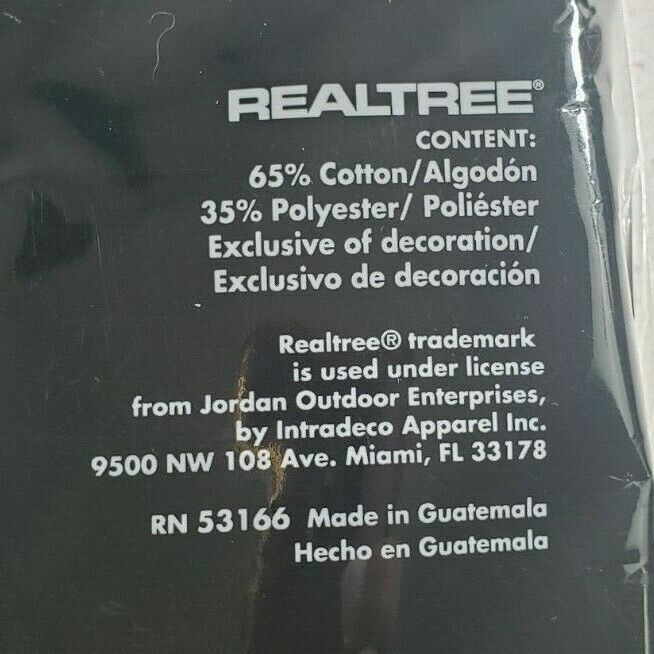 REALTREE®
CONTENT:
65% Cotton/Algodón
35% Polyester/ Poliéster
Exclusive of decoration/
Exclusivo de decoración
Realtree® trademark
is used under license
from Jordan Outdoor Enterprises,
by Intradeco Apparel Inc.
9500 NW 108 Ave. Miami, FL 33178
RN 53166 Made in Guatemala
Hecho en Guatemala